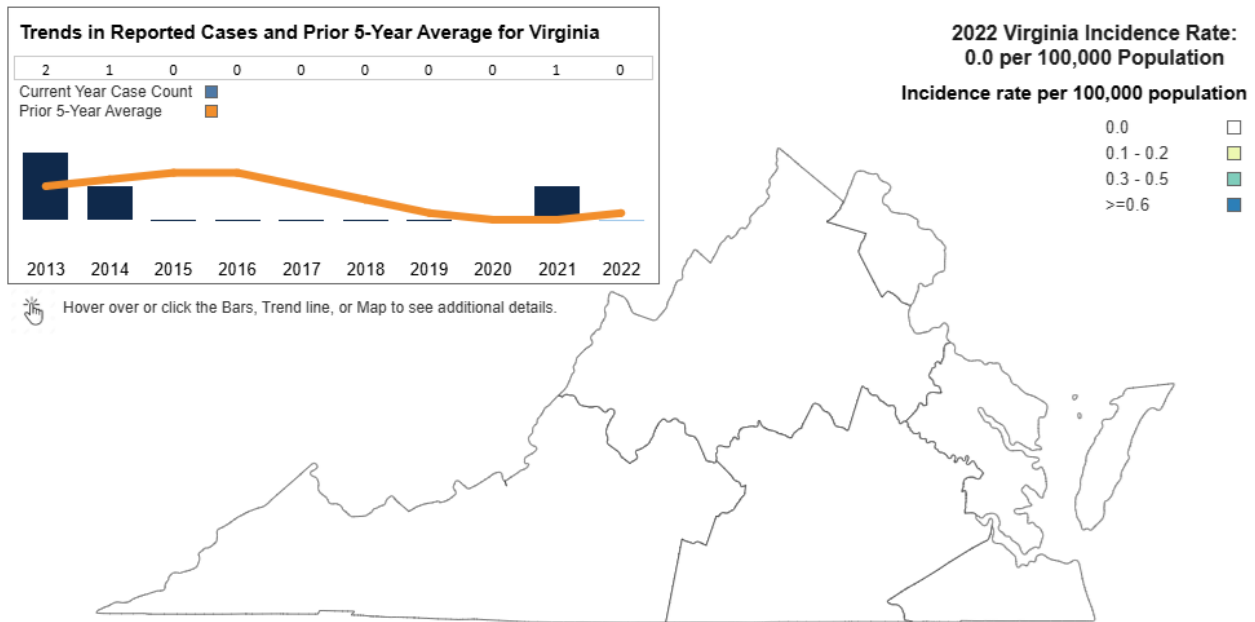 Trends in Reported Cases and Prior 5-Year Average for Virginia
2 1 0 0 0 0 0 0 1 0
Current Year Case Count
Prior 5-Year Average
2013 2014 2015 2016 2017 2018 2019 2020 2021 2022
Hover over or click the Bars, Trend line, or Map to see additional details.
2022 Virginia Incidence Rate:
0.0 per 100,000 Population
Incidence rate per 100,000 population
0.0
0.1 - 0.2
0.3 - 0.5
>=0.6